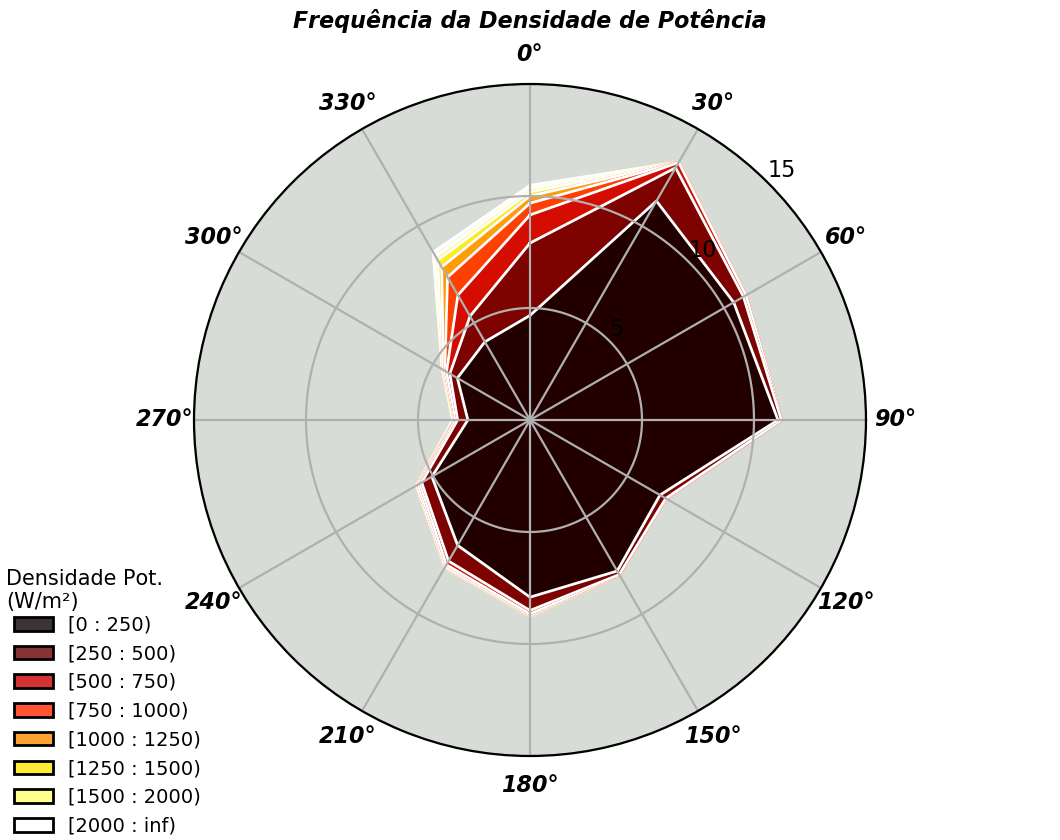 Frequência da Densidade de Potência
0°
330°
30°
15
300°
60°
10
5
270°
90°
Densidade Pot.
(W/m²)
240°
120°
[0 : 250)
[250 : 500)
[500 : 750)
[750 : 1000)
210°
150°
[1000 : 1250)
[1250 : 1500)
180°
[1500 : 2000)
[2000 : inf)